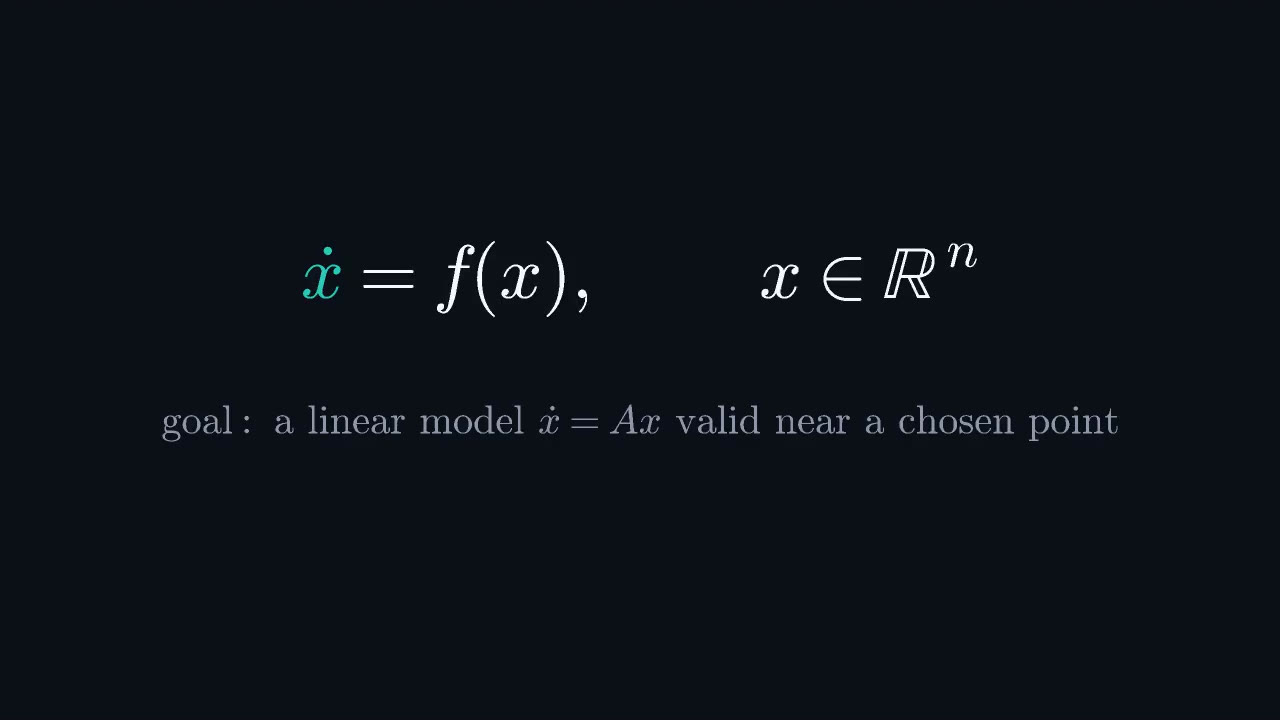 ẋ = f(x), x ∈ ℝⁿ
goal: a linear model ẋ = Ax valid near a chosen point